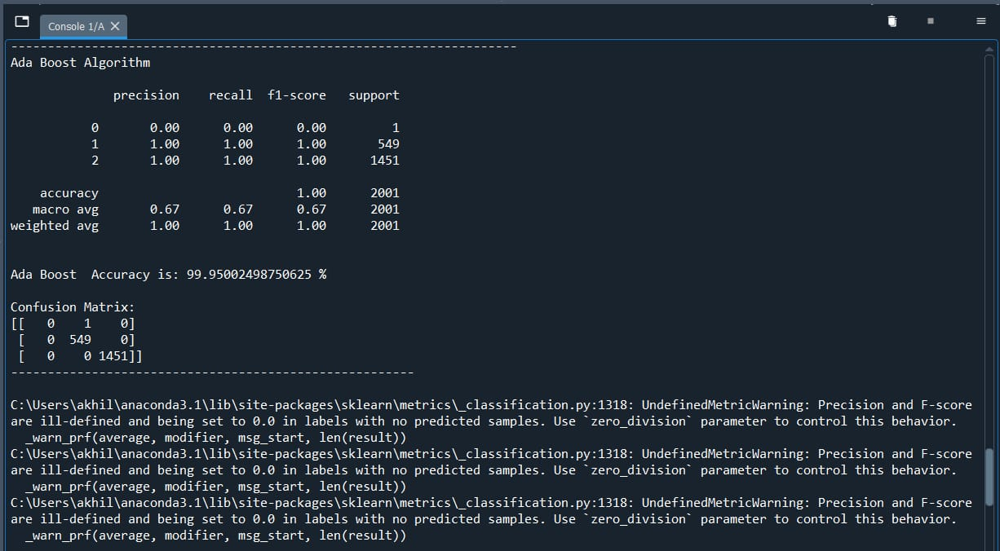 Console 1/A
------------------------------------------------------------------------
Ada Boost Algorithm
              precision    recall  f1-score   support
           0       0.00      0.00      0.00         1
           1       1.00      1.00      1.00       549
           2       1.00      1.00      1.00      1451
    accuracy                           1.00      2001
   macro avg       0.67      0.67      0.67      2001
weighted avg       1.00      1.00      1.00      2001
Ada Boost  Accuracy is: 99.95002498750625 %
Confusion Matrix:
[[   0    1    0]
 [   0  549    0]
 [   0    0 1451]]
-------------------------------------------------------
C:\Users\akhil\anaconda3.1\lib\site-packages\sklearn\metrics\_classification.py:1318: UndefinedMetricWarning: Precision and F-score
are ill-defined and being set to 0.0 in labels with no predicted samples. Use `zero_division` parameter to control this behavior.
  _warn_prf(average, modifier, msg_start, len(result))
C:\Users\akhil\anaconda3.1\lib\site-packages\sklearn\metrics\_classification.py:1318: UndefinedMetricWarning: Precision and F-score
are ill-defined and being set to 0.0 in labels with no predicted samples. Use `zero_division` parameter to control this behavior.
  _warn_prf(average, modifier, msg_start, len(result))
C:\Users\akhil\anaconda3.1\lib\site-packages\sklearn\metrics\_classification.py:1318: UndefinedMetricWarning: Precision and F-score
are ill-defined and being set to 0.0 in labels with no predicted samples. Use `zero_division` parameter to control this behavior.
  _warn_prf(average, modifier, msg_start, len(result))